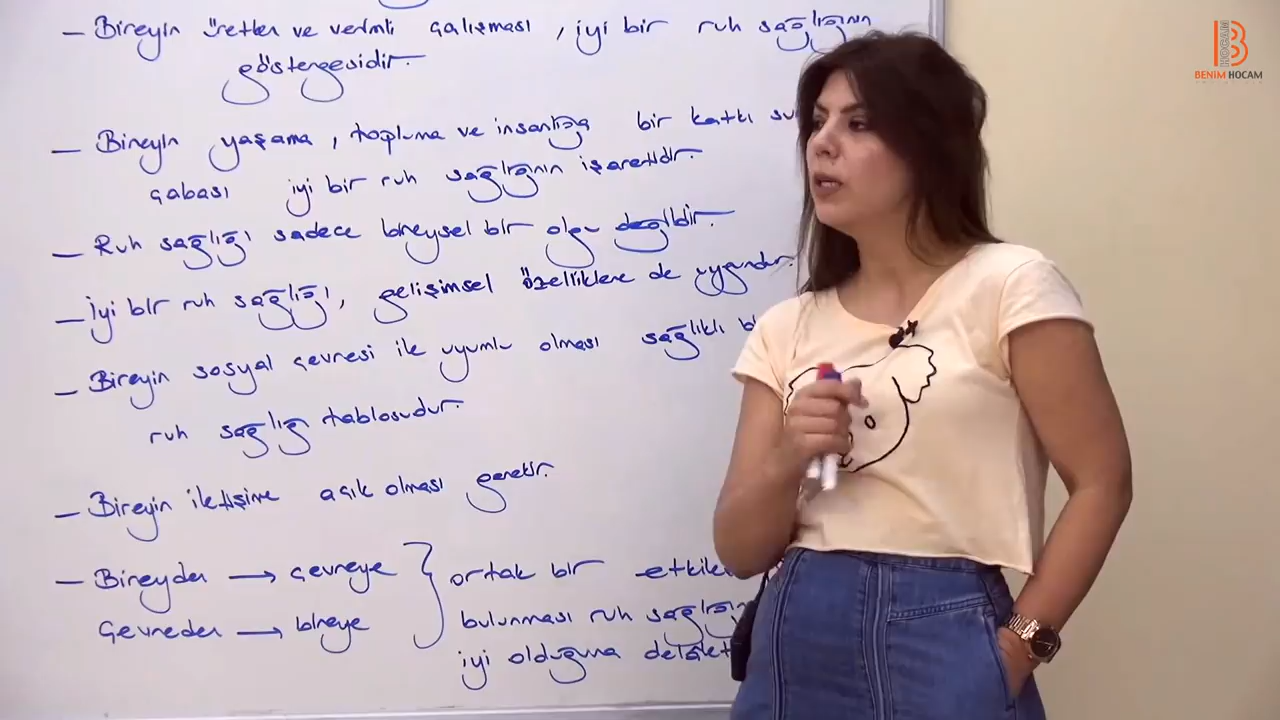 — Bireyin üretken ve verimli çalışması, iyi bir ruh sağlığının
göstergesidir.
— Bireyin yaşama, topluma ve insanlığa bir katkı
çabası iyi bir ruh sağlığının işaretidir.
— Ruh sağlığı sadece bireysel bir olgu değildir.
— İyi bir ruh sağlığı, gelişimsel özelliklere de uygundur.
— Bireyin sosyal çevresi ile uyumlu olması sağlıklı
ruh sağlığı tablosudur.
— Bireyin iletişime açık olması gerekir.
— Bireyden → çevreye } ortak bir
Çevreden → bireye bulunması ruh
iyi olduğuna
B HOCAM
BENİM HOCAM